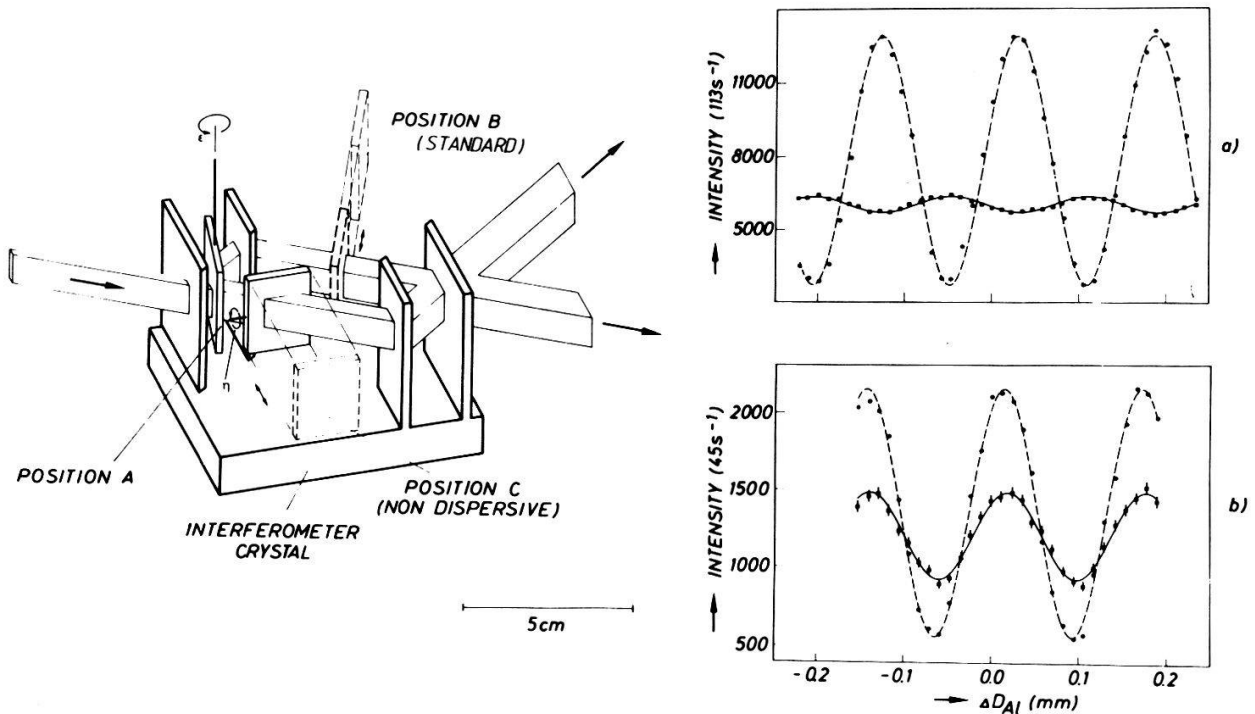 ε
POSITION B
(STANDARD)
η
POSITION A
INTERFEROMETER
CRYSTAL
POSITION C
(NON DISPERSIVE)
5cm
INTENSITY (113s⁻¹)
11000
8000
5000
a)
INTENSITY (45s⁻¹)
2000
1500
1000
500
b)
-0.2 -0.1 0.0 0.1 0.2
ΔD_Al (mm)